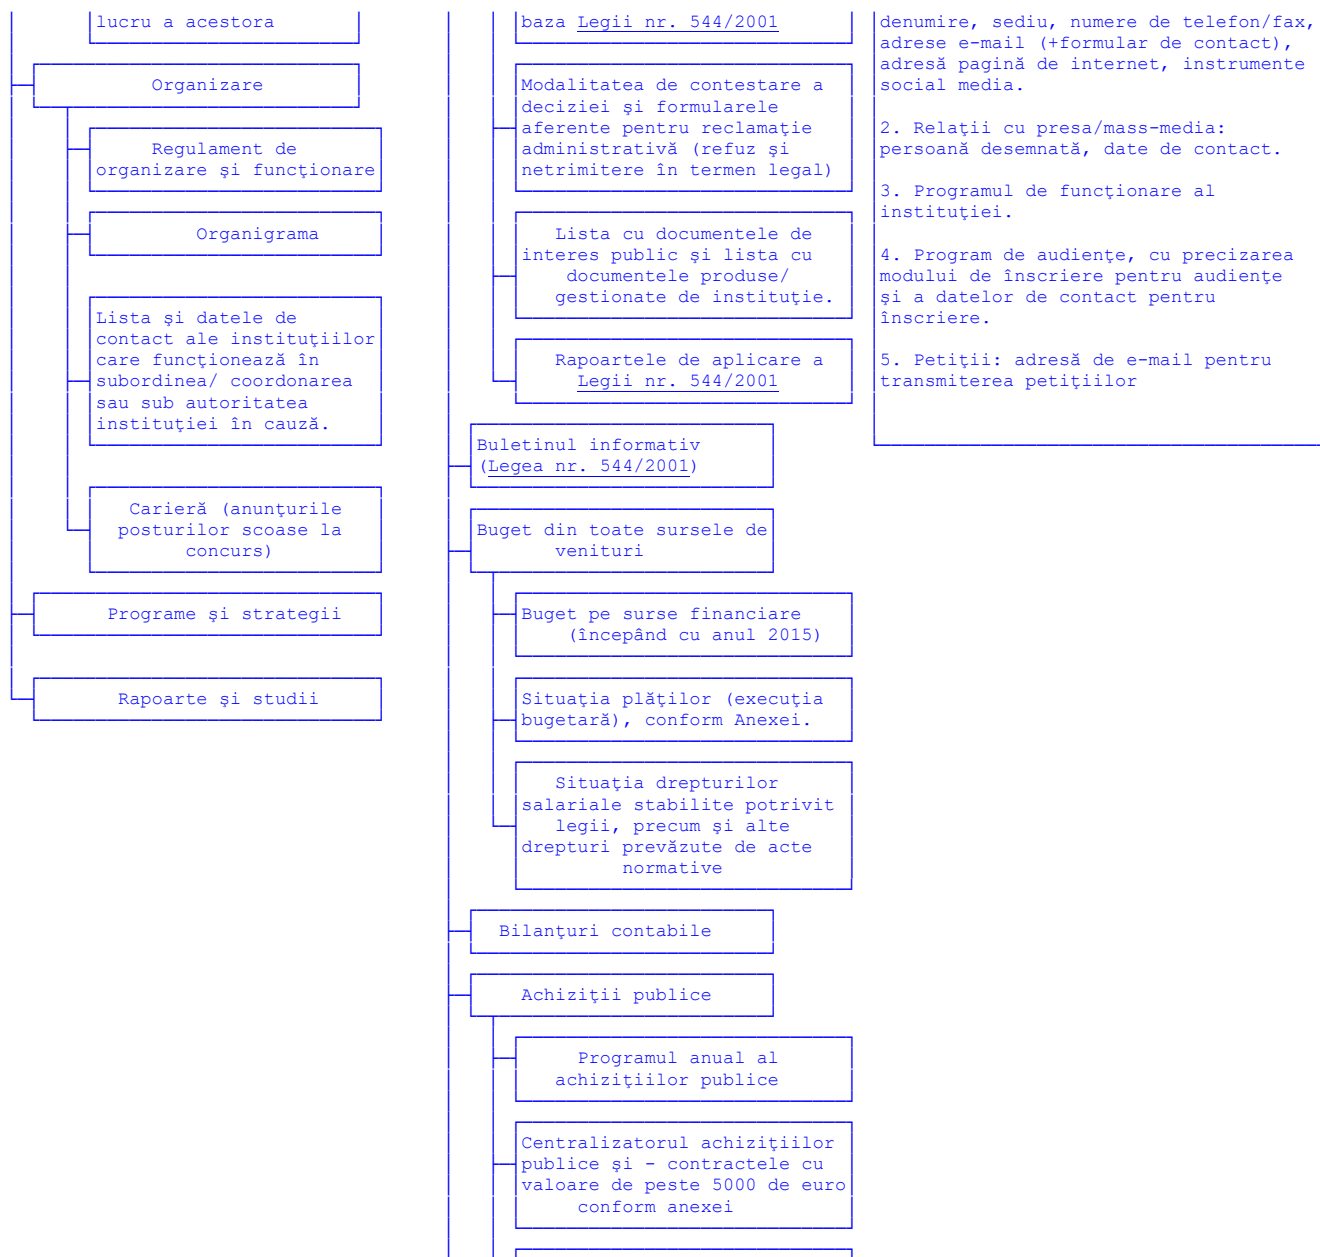 lucru a acestora
Organizare
Regulament de
organizare şi funcţionare
Organigrama
Lista şi datele de
contact ale instituţiilor
care funcţionează în
subordinea/ coordonarea
sau sub autoritatea
instituţiei în cauză.
Carieră (anunţurile
posturilor scoase la
concurs)
Programe şi strategii
Rapoarte şi studii
baza Legii nr. 544/2001
Modalitatea de contestare a
deciziei şi formularele
aferente pentru reclamaţie
administrativă (refuz şi
netrimitere în termen legal)
Lista cu documentele de
interes public şi lista cu
documentele produse/
gestionate de instituţie.
Rapoartele de aplicare a
Legii nr. 544/2001
Buletinul informativ
(Legea nr. 544/2001)
Buget din toate sursele de
venituri
Buget pe surse financiare
(începând cu anul 2015)
Situaţia plăţilor (execuţia
bugetară), conform Anexei.
Situaţia drepturilor
salariale stabilite potrivit
legii, precum şi alte
drepturi prevăzute de acte
normative
Bilanţuri contabile
Achiziţii publice
Programul anual al
achiziţiilor publice
Centralizatorul achiziţiilor
publice şi - contractele cu
valoare de peste 5000 de euro
conform anexei
denumire, sediu, numere de telefon/fax,
adrese e-mail (+formular de contact),
adresă pagină de internet, instrumente
social media.
2. Relaţii cu presa/mass-media:
persoană desemnată, date de contact.
3. Programul de funcţionare al
instituţiei.
4. Program de audienţe, cu precizarea
modului de înscriere pentru audienţe
şi a datelor de contact pentru
înscriere.
5. Petiţii: adresă de e-mail pentru
transmiterea petiţiilor